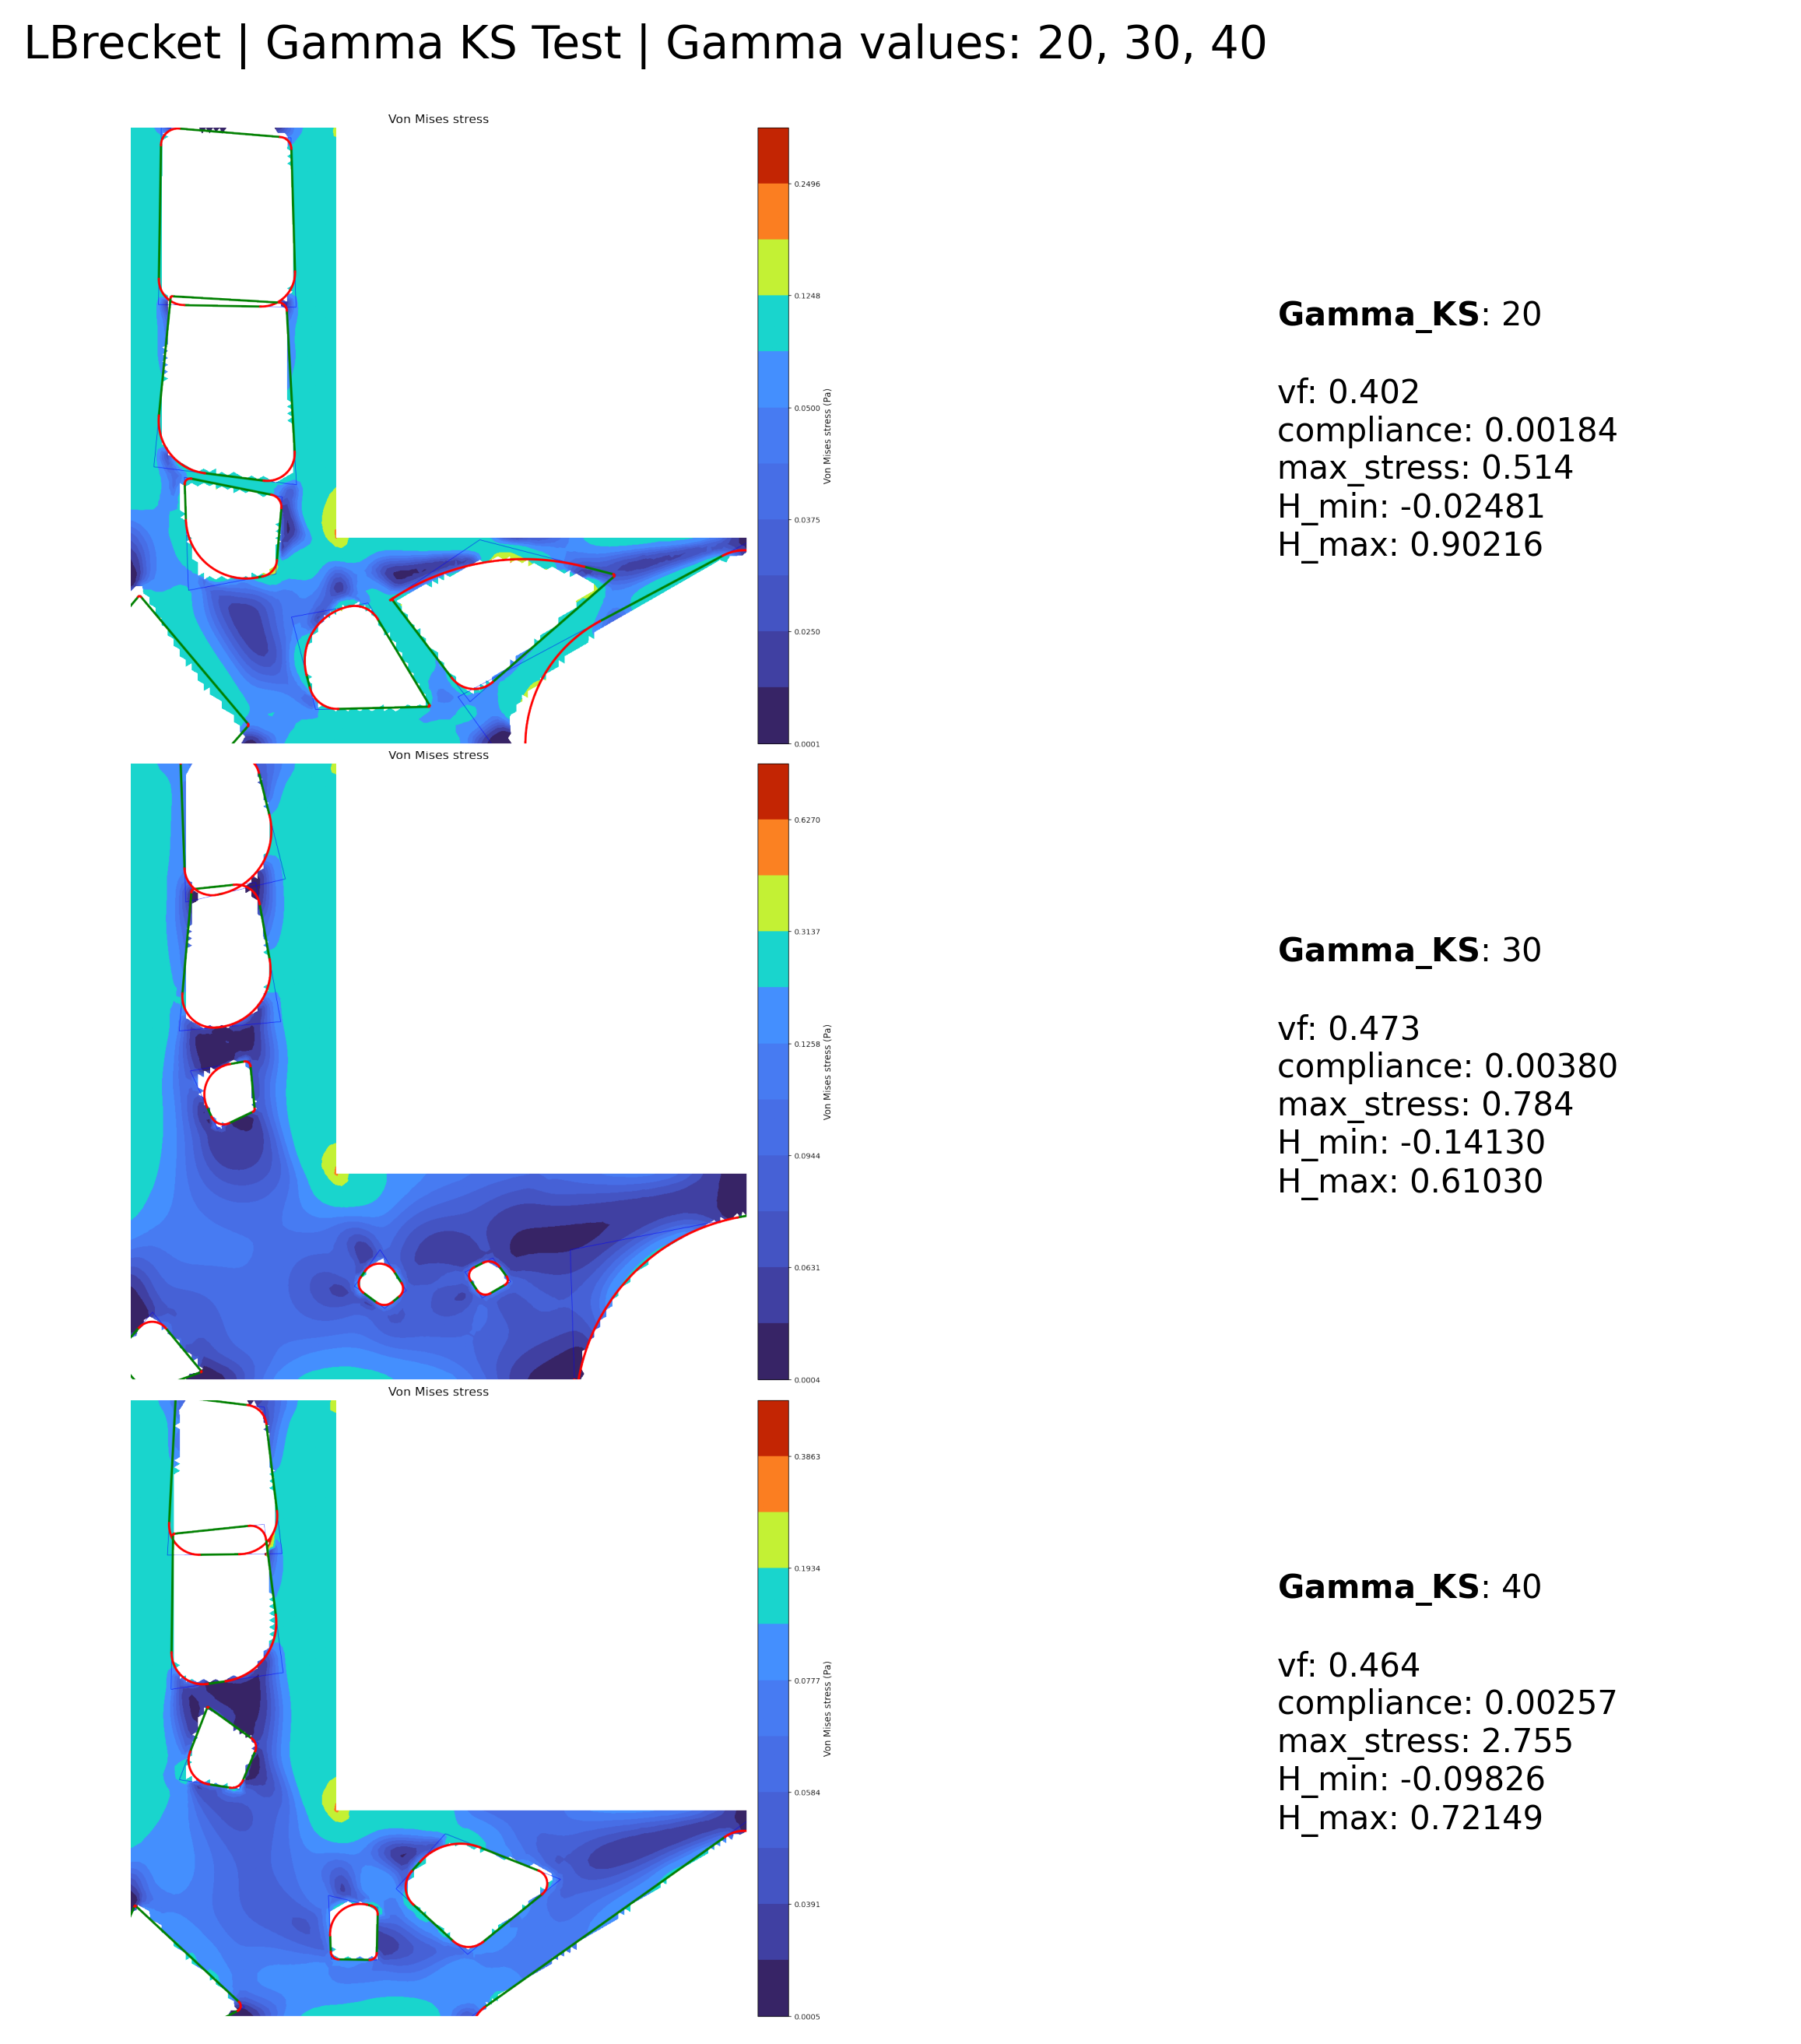 LBrecket | Gamma KS Test | Gamma values: 20, 30, 40
Von Mises stress
0.2496
0.1248
0.0500
0.0375
0.0250
0.0001
Von Mises stress (Pa)
Gamma_KS: 20
vf: 0.402
compliance: 0.00184
max_stress: 0.514
H_min: -0.02481
H_max: 0.90216
Von Mises stress
0.6270
0.3137
0.1258
0.0944
0.0631
0.0004
Von Mises stress (Pa)
Gamma_KS: 30
vf: 0.473
compliance: 0.00380
max_stress: 0.784
H_min: -0.14130
H_max: 0.61030
Von Mises stress
0.3863
0.1934
0.0777
0.0584
0.0391
0.0005
Von Mises stress (Pa)
Gamma_KS: 40
vf: 0.464
compliance: 0.00257
max_stress: 2.755
H_min: -0.09826
H_max: 0.72149